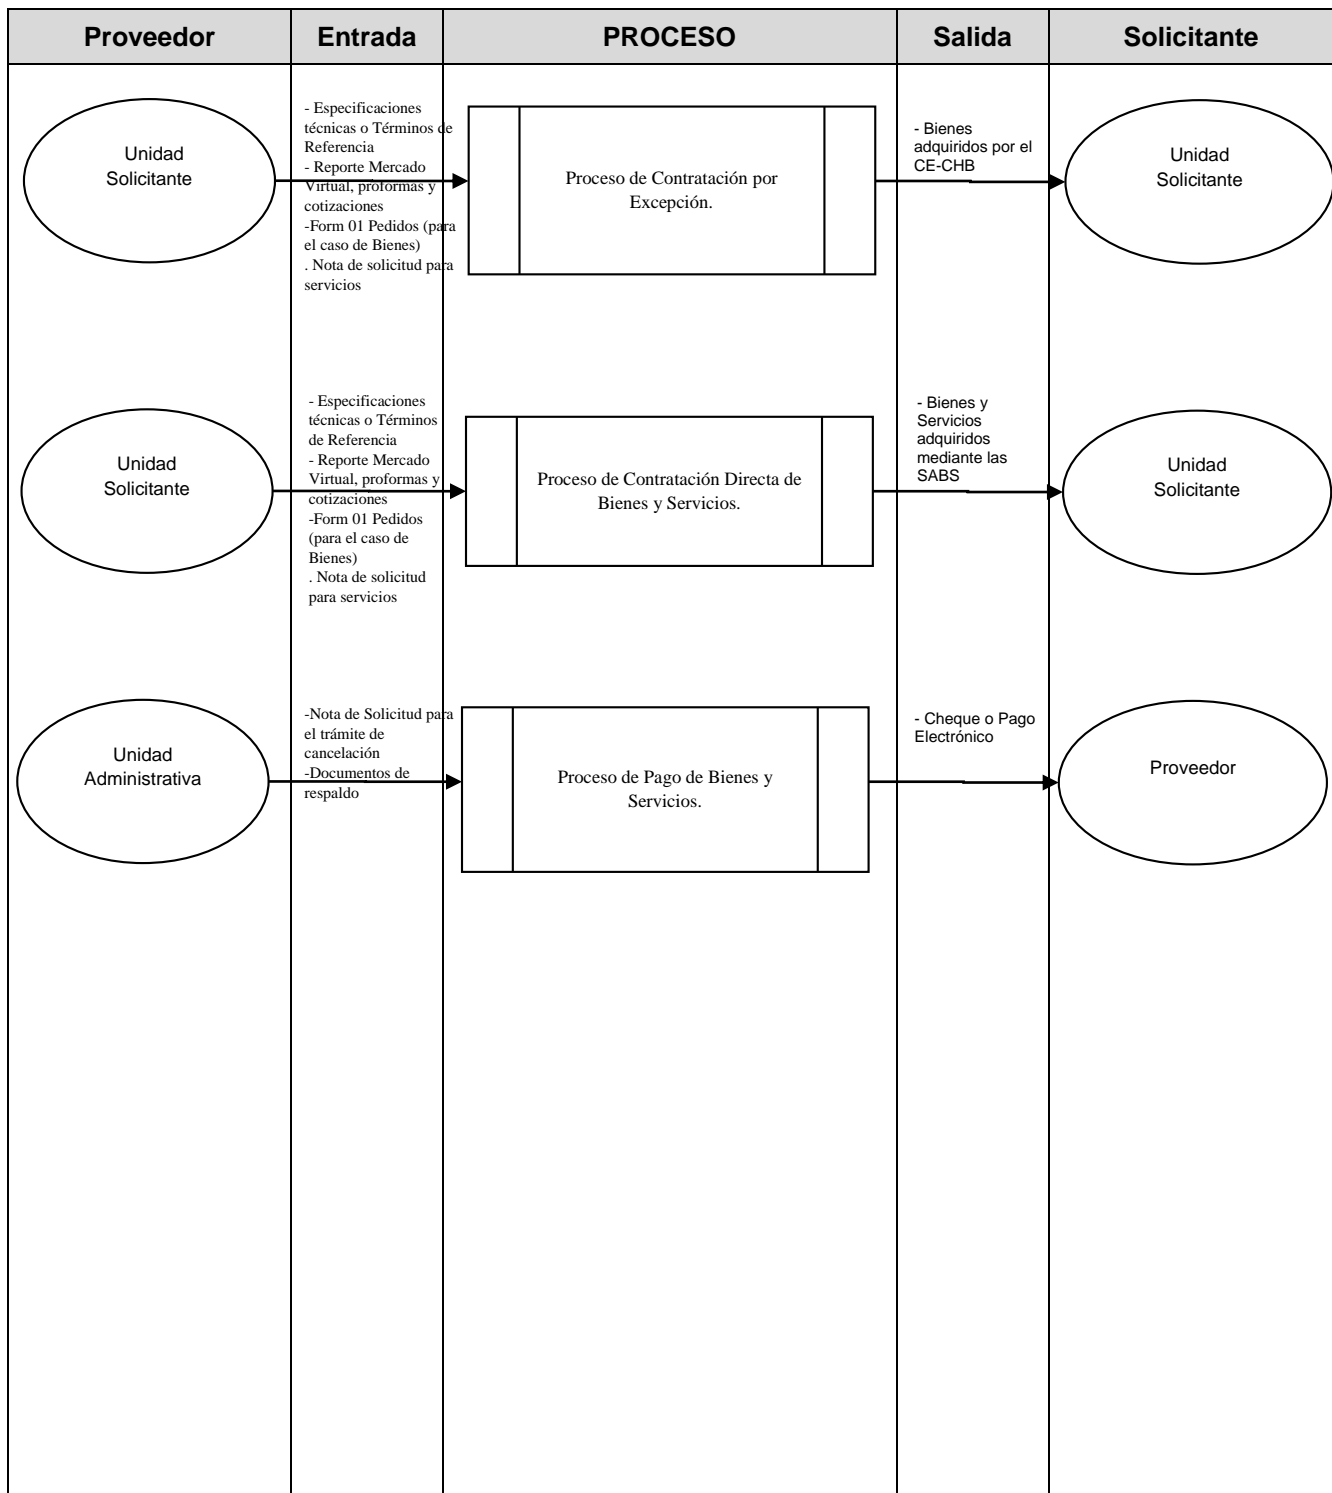 Proveedor
Entrada
PROCESO
Salida
Solicitante
Unidad
Solicitante
- Especificaciones
técnicas o Términos de
Referencia
- Reporte Mercado
Virtual, proformas y
cotizaciones
-Form 01 Pedidos (para
el caso de Bienes)
. Nota de solicitud para
servicios
Proceso de Contratación por
Excepción.
- Bienes
adquiridos por el
CE-CHB
Unidad
Solicitante
Unidad
Solicitante
- Especificaciones
técnicas o Términos
de Referencia
- Reporte Mercado
Virtual, proformas y
cotizaciones
-Form 01 Pedidos
(para el caso de
Bienes)
. Nota de solicitud
para servicios
Proceso de Contratación Directa de
Bienes y Servicios.
- Bienes y
Servicios
adquiridos
mediante las
SABS
Unidad
Solicitante
Unidad
Administrativa
-Nota de Solicitud para
el trámite de
cancelación
-Documentos de
respaldo
Proceso de Pago de Bienes y
Servicios.
- Cheque o Pago
Electrónico
Proveedor